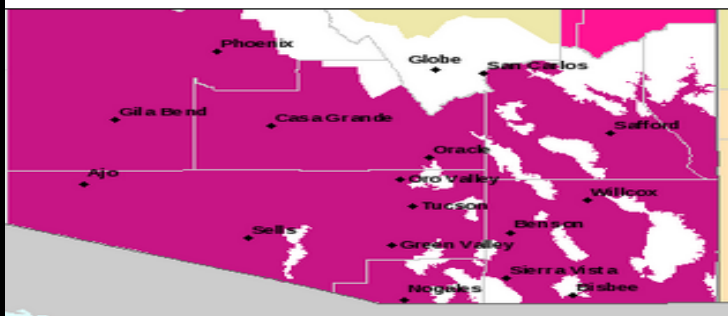 Phoenix
Globe
San Carlos
Gila Bend
Casa Grande
Safford
Oracle
Ajo
Oro Valley
Willcox
Tucson
Benson
Sells
Green Valley
Sierra Vista
Nogales
Bisbee